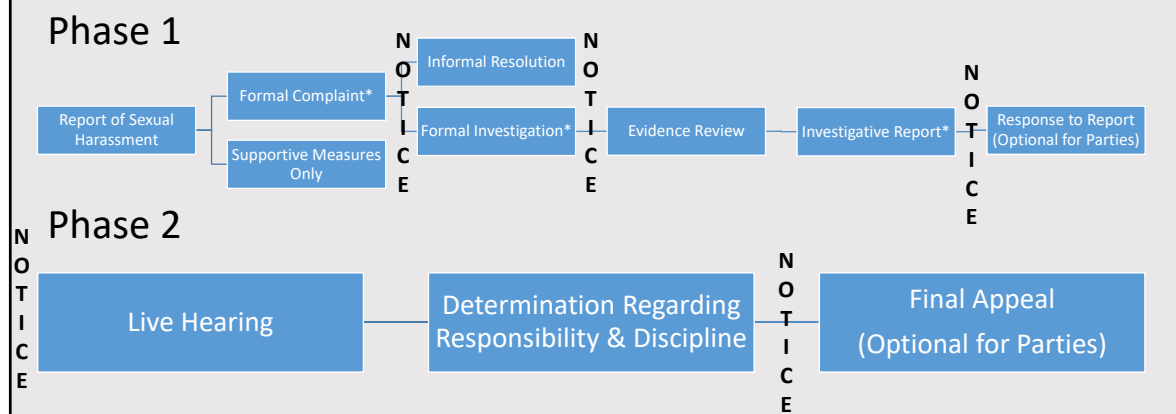 Phase 1
Report of Sexual
Harassment
Formal Complaint*
Supportive Measures
Only
NOTICE
Informal Resolution
Formal Investigation*
NOTICE
Evidence Review
Investigative Report*
NOTICE
Response to Report
(Optional for Parties)
Phase 2
NOTICE
Live Hearing
Determination Regarding
Responsibility & Discipline
NOTICE
Final Appeal
(Optional for Parties)